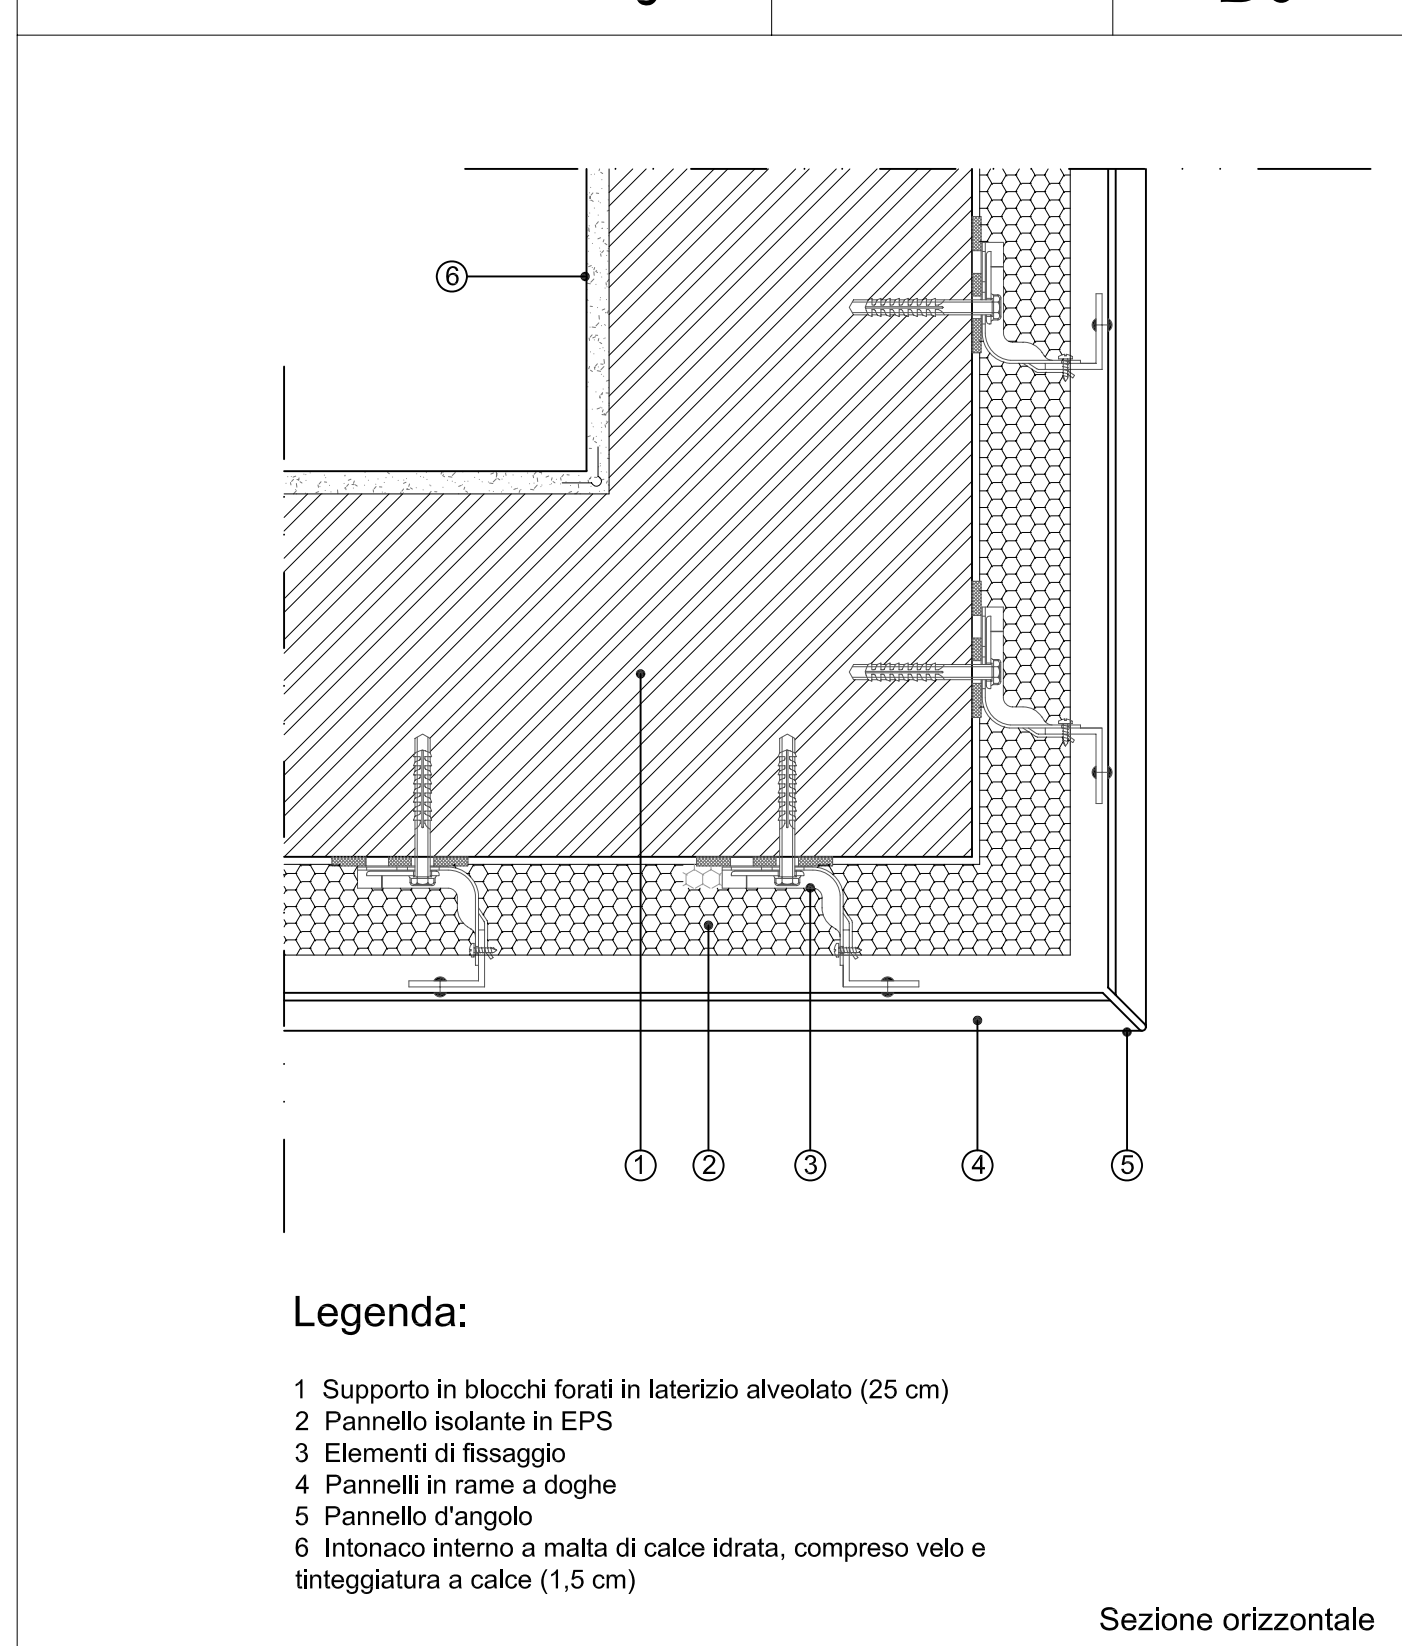 6
1 2 3 4 5
Legenda:
1 Supporto in blocchi forati in laterizio alveolato (25 cm)
2 Pannello isolante in EPS
3 Elementi di fissaggio
4 Pannelli in rame a doghe
5 Pannello d'angolo
6 Intonaco interno a malta di calce idrata, compreso velo e
tinteggiatura a calce (1,5 cm)
Sezione orizzontale